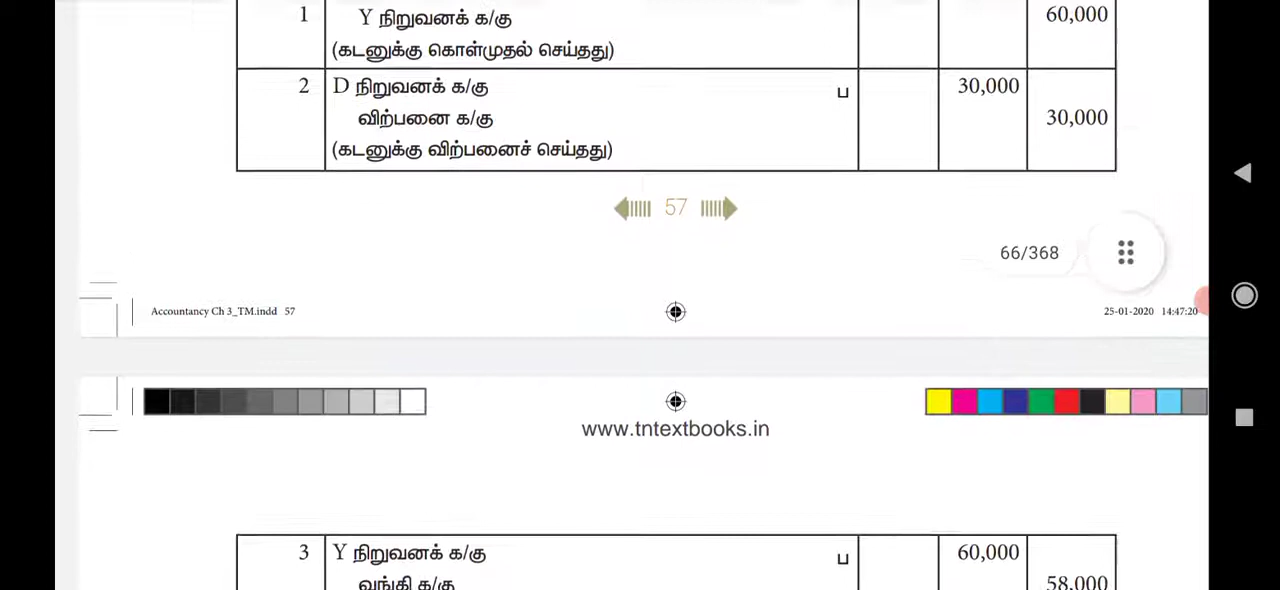 1 Y நிறுவனக் க/கு 60,000
(கடனுக்கு கொள்முதல் செய்தது)
2 D நிறுவனக் க/கு ப 30,000
விற்பனை க/கு 30,000
(கடனுக்கு விற்பனைச் செய்தது)
57
66/368
Accountancy Ch 3_TM.indd 57 25-01-2020 14:47:20
www.tntextbooks.in
3 Y நிறுவனக் க/கு ப 60,000
வங்கி க/கு 58,000